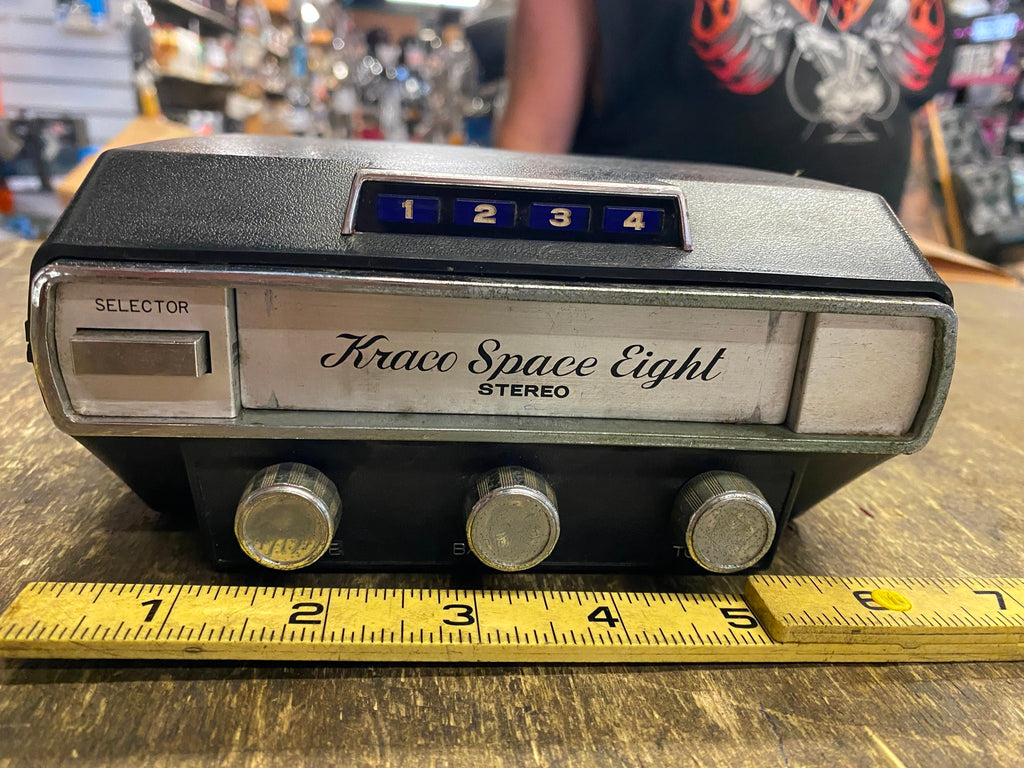 1 2 3 4
SELECTOR
Kraco Space Eight
STEREO
1 2 3 4 5 6 7